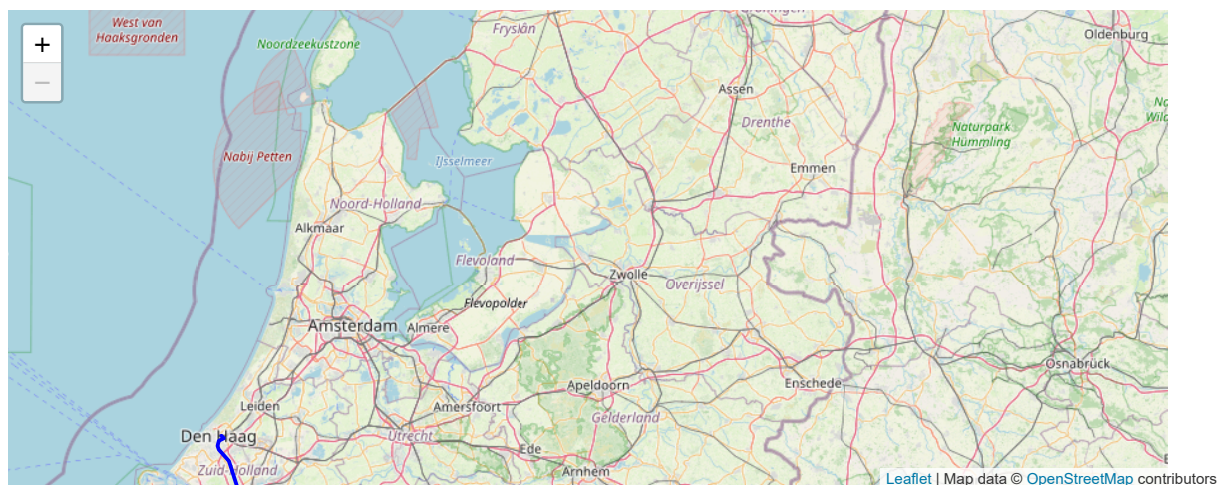 West van
Haaksgronden
Noordzeekustzone
Fryslân
Groningen
Oldenburg
+
−
Assen
Drenthe
Naturpark
Hümmling
Nabij Petten
IJsselmeer
Emmen
Noord-Holland
Alkmaar
Flevoland
Zwolle
Overijssel
Flevopolder
Amsterdam
Almere
Osnabrück
Apeldoorn
Enschede
Leiden
Amersfoort
Gelderland
Den Haag
Utrecht
Ede
Zuid-Holland
Arnhem
Leaflet | Map data © OpenStreetMap contributors